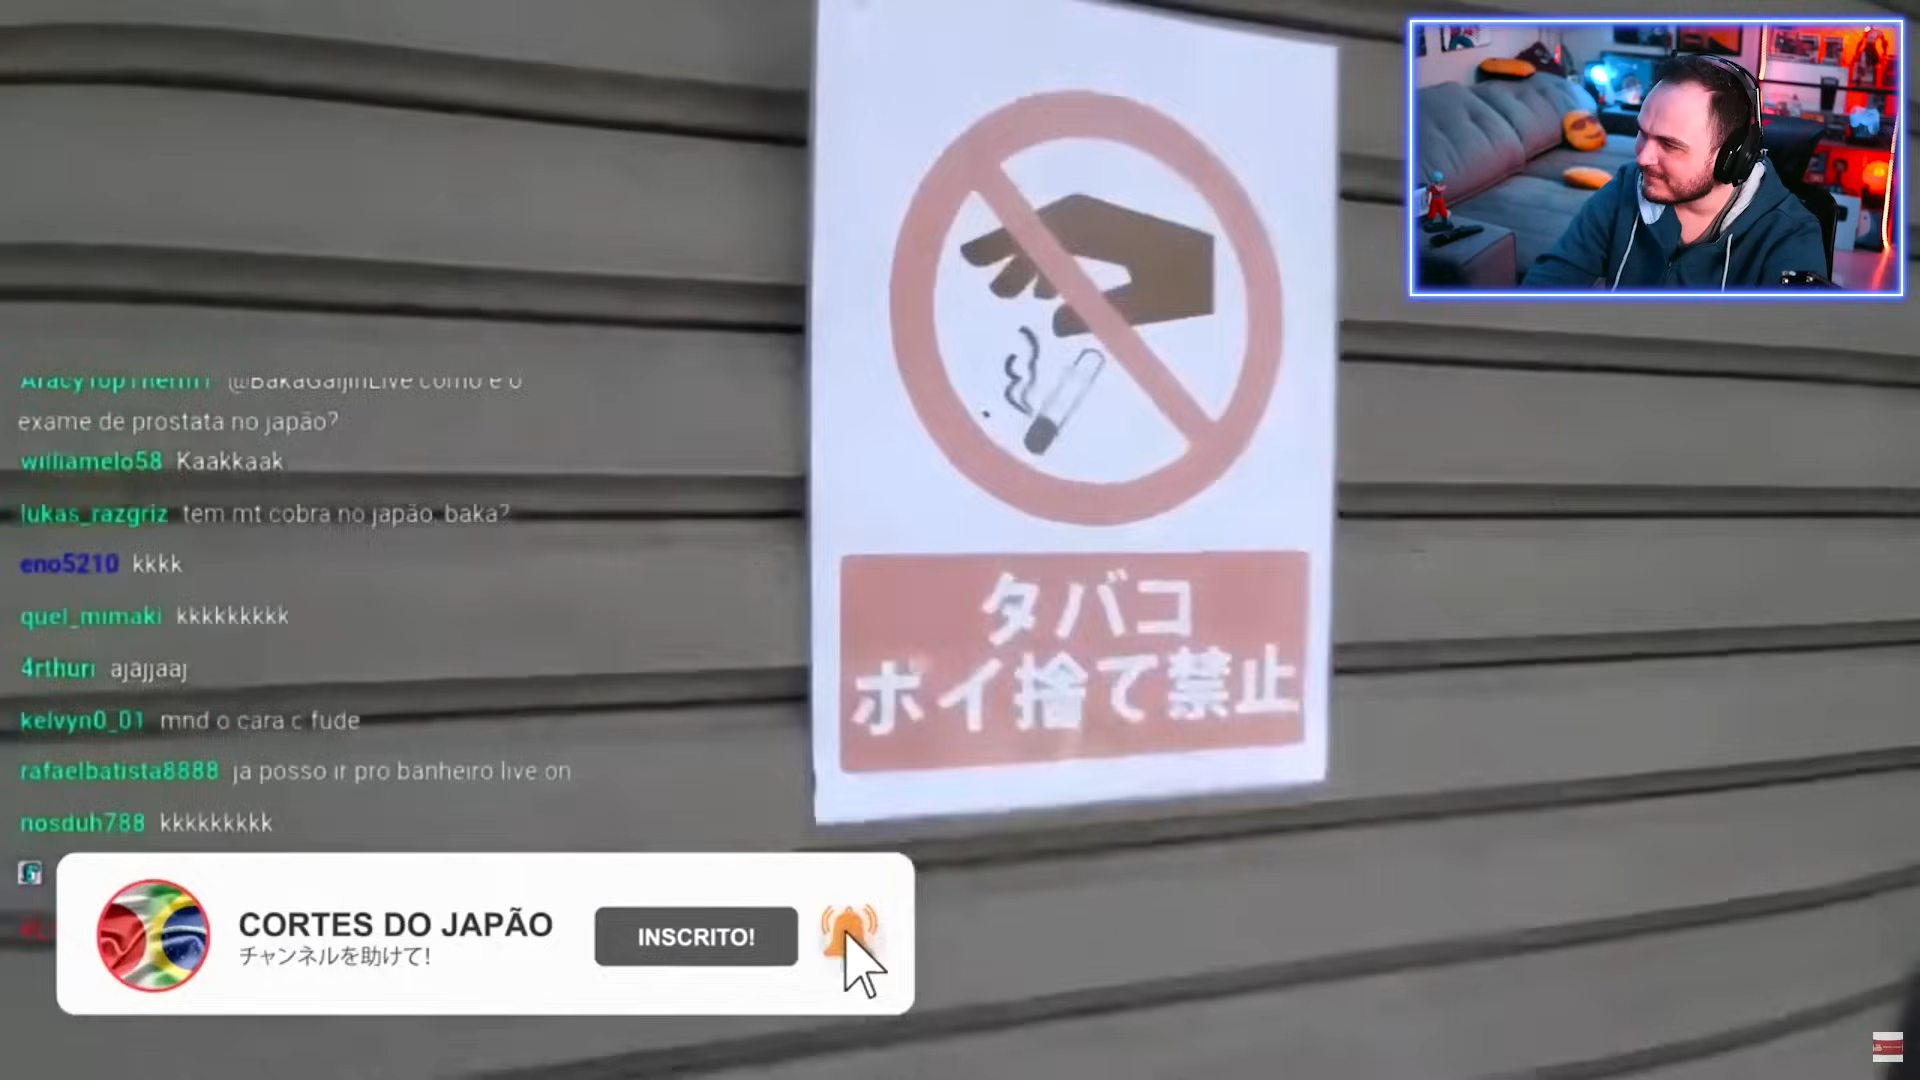 @BakaGaijinLive como é o
exame de prostata no japão?
williamelo58 Kaakkaak
lukas_razgriz tem mt cobra no japão, baka?
eno5210 kkkk
quel_mimaki kkkkkkkkk
4rthuri ajajjaaj
kelvyn0_01 mnd o cara c fude
rafaelbatista8888 ja posso ir pro banheiro live on
nosduh788 kkkkkkkkk
タバコ
ポイ捨て禁止
CORTES DO JAPÃO
チャンネルを助けて!
INSCRITO!